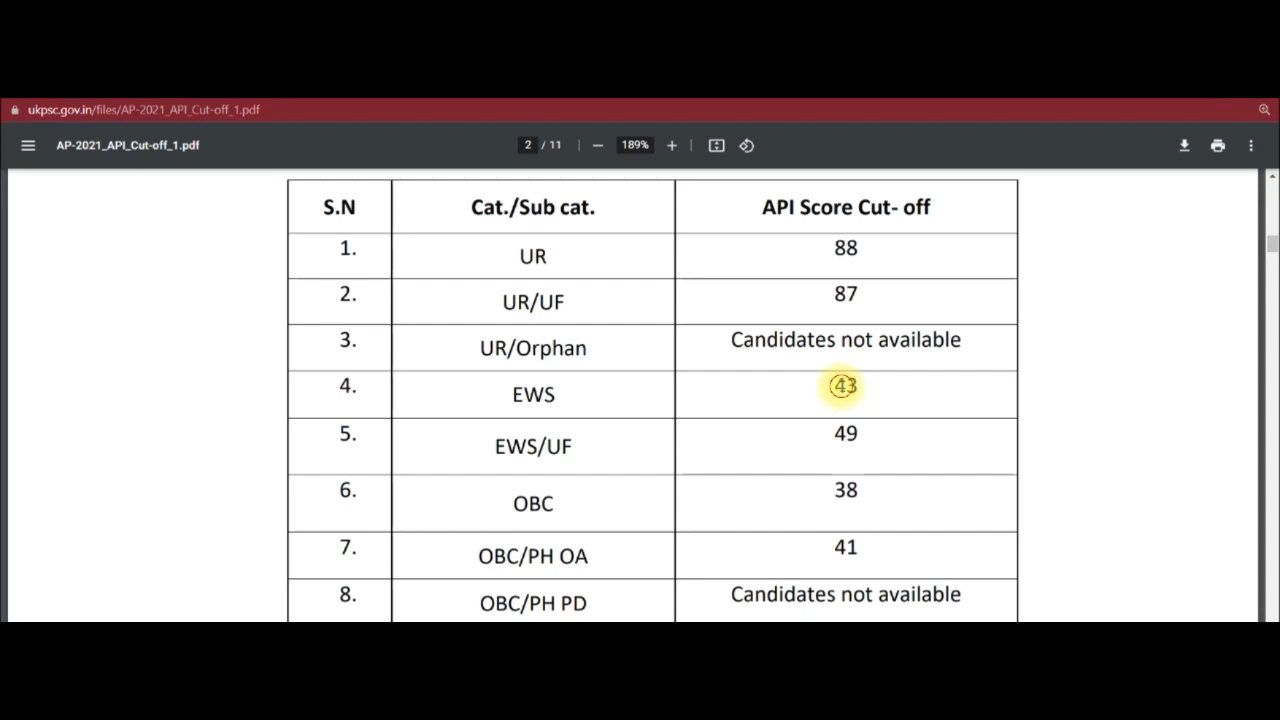 ukpsc.gov.in/files/AP-2021_API_Cut-off_1.pdf
AP-2021_API_Cut-off_1.pdf 2 / 11 189%
S.N Cat./Sub cat. API Score Cut- off
1. UR 88
2. UR/UF 87
3. UR/Orphan Candidates not available
4. EWS 43
5. EWS/UF 49
6. OBC 38
7. OBC/PH OA 41
8. OBC/PH PD Candidates not available